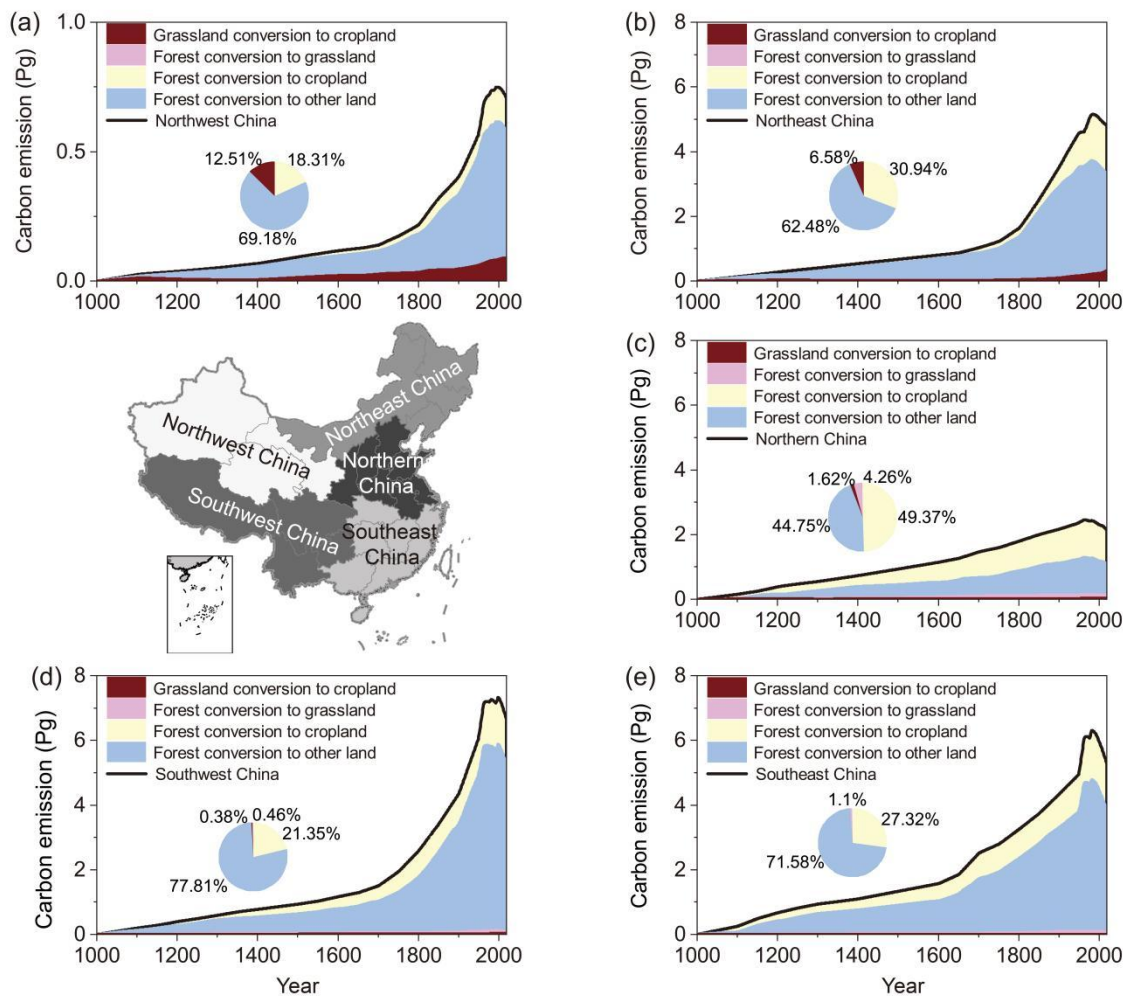 (a)
Carbon emission (Pg)
1.0
0.5
0.0
Grassland conversion to cropland
Forest conversion to grassland
Forest conversion to cropland
Forest conversion to other land
Northwest China
12.51%
18.31%
69.18%
1000 1200 1400 1600 1800 2000
(b)
Carbon emission (Pg)
8
6
4
2
0
Grassland conversion to cropland
Forest conversion to grassland
Forest conversion to cropland
Forest conversion to other land
Northeast China
6.58%
30.94%
62.48%
1000 1200 1400 1600 1800 2000
Northeast China
Northwest China
Northern
China
Southwest China
Southeast
China
(c)
Carbon emission (Pg)
8
6
4
2
0
Grassland conversion to cropland
Forest conversion to grassland
Forest conversion to cropland
Forest conversion to other land
Northern China
1.62%
4.26%
44.75%
49.37%
1000 1200 1400 1600 1800 2000
(d)
Carbon emission (Pg)
8
6
4
2
0
Grassland conversion to cropland
Forest conversion to grassland
Forest conversion to cropland
Forest conversion to other land
Southwest China
0.38%
0.46%
21.35%
77.81%
1000 1200 1400 1600 1800 2000
Year
(e)
Carbon emission (Pg)
8
6
4
2
0
Grassland conversion to cropland
Forest conversion to grassland
Forest conversion to cropland
Forest conversion to other land
Southeast China
1.1%
27.32%
71.58%
1000 1200 1400 1600 1800 2000
Year